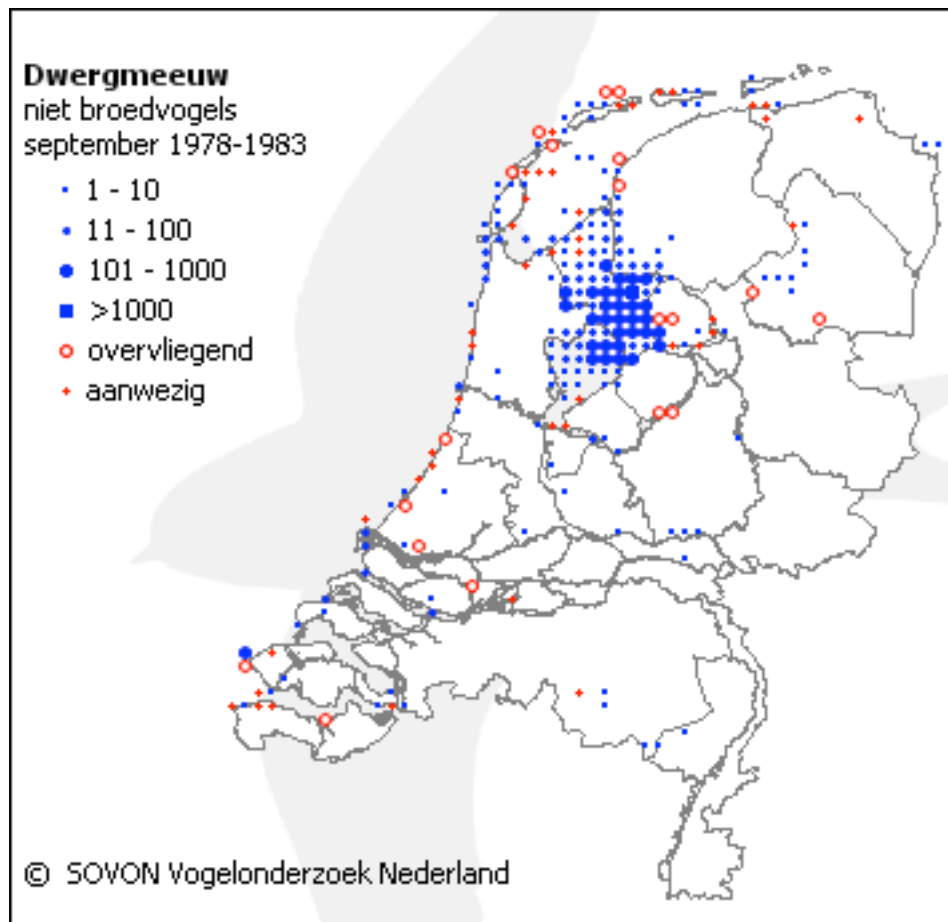 Dwergmeeuw
niet broedvogels
september 1978-1983
1 - 10
11 - 100
101 - 1000
>1000
overvliegend
aanwezig
© SOVON Vogelonderzoek Nederland